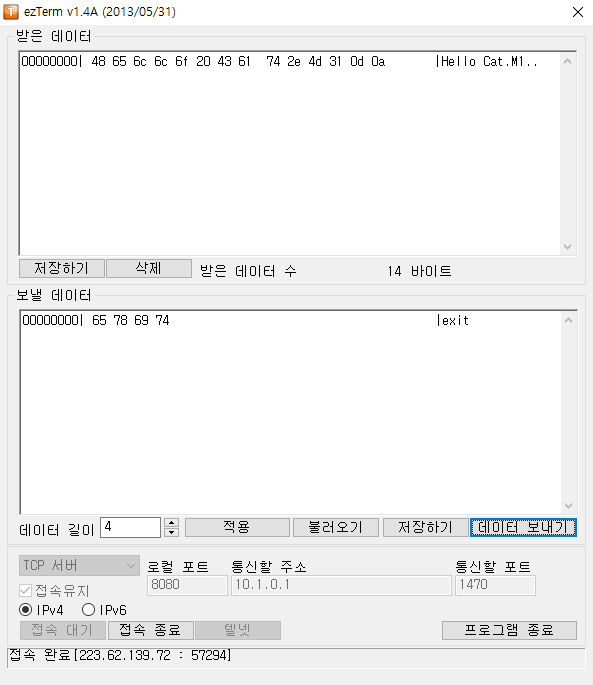 ezTerm v1.4A (2013/05/31)
받은 데이터
00000000| 48 65 6c 6c 6f 20 43 61  74 2e 4d 31 0d 0a |Hello Cat.M1..
저장하기 삭제 받은 데이터 수 14 바이트
보낼 데이터
00000000| 65 78 69 74 |exit
데이터 길이 4 적용 불러오기 저장하기 데이터 보내기
TCP 서버 로컬 포트 통신할 주소 통신할 포트
접속유지 8080 10.1.0.1 1470
IPv4 IPv6
접속 대기 접속 종료 텔넷 프로그램 종료
접속 완료[223.62.139.72 : 57294]